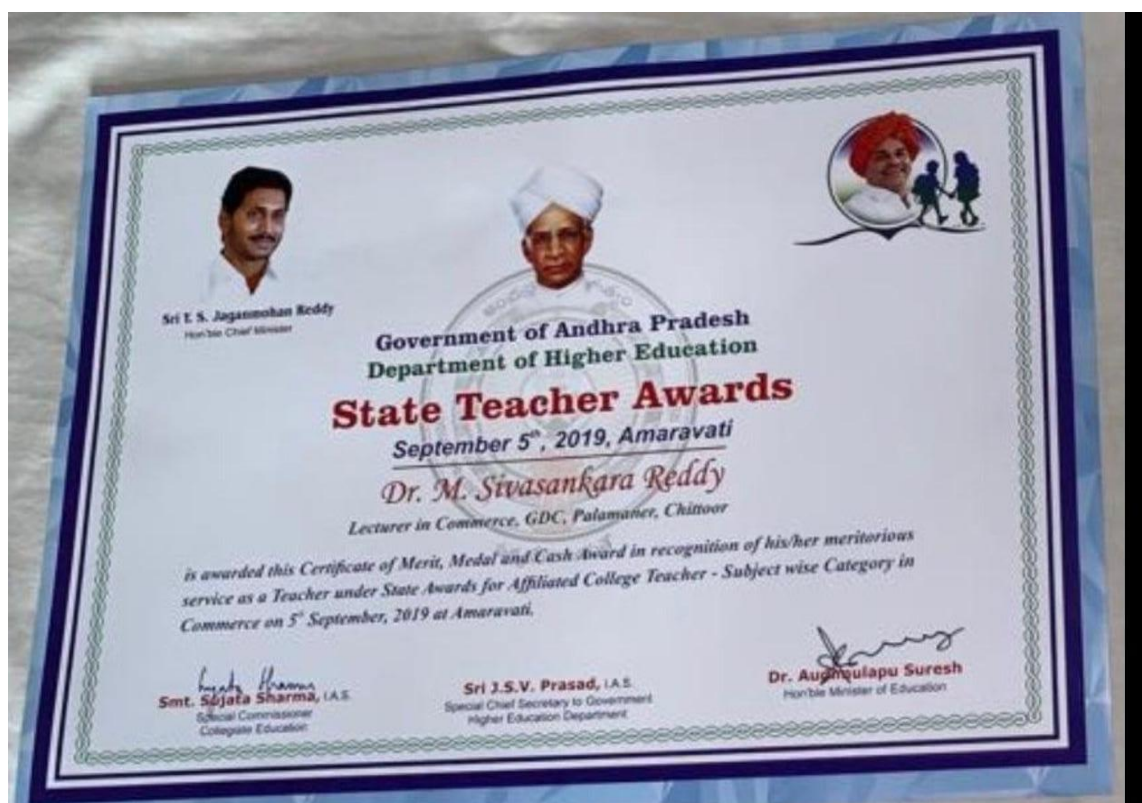 Sri Y. S. Jaganmohan Reddy
Hon'ble Chief Minister
Government of Andhra Pradesh
Department of Higher Education
State Teacher Awards
September 5th, 2019, Amaravati
Dr. M. Sivasankara Reddy
Lecturer in Commerce, GDC, Palamaner, Chittoor
is awarded this Certificate of Merit, Medal and Cash Award in recognition of his/her meritorious
service as a Teacher under State Awards for Affiliated College Teacher - Subject wise Category in
Commerce on 5th September, 2019 at Amaravati.
Smt. Sujata Sharma, I.A.S.
Special Commissioner
Collegiate Education
Sri J.S.V. Prasad, I.A.S.
Special Chief Secretary to Government
Higher Education Department
Dr. Audimulapu Suresh
Hon'ble Minister of Education